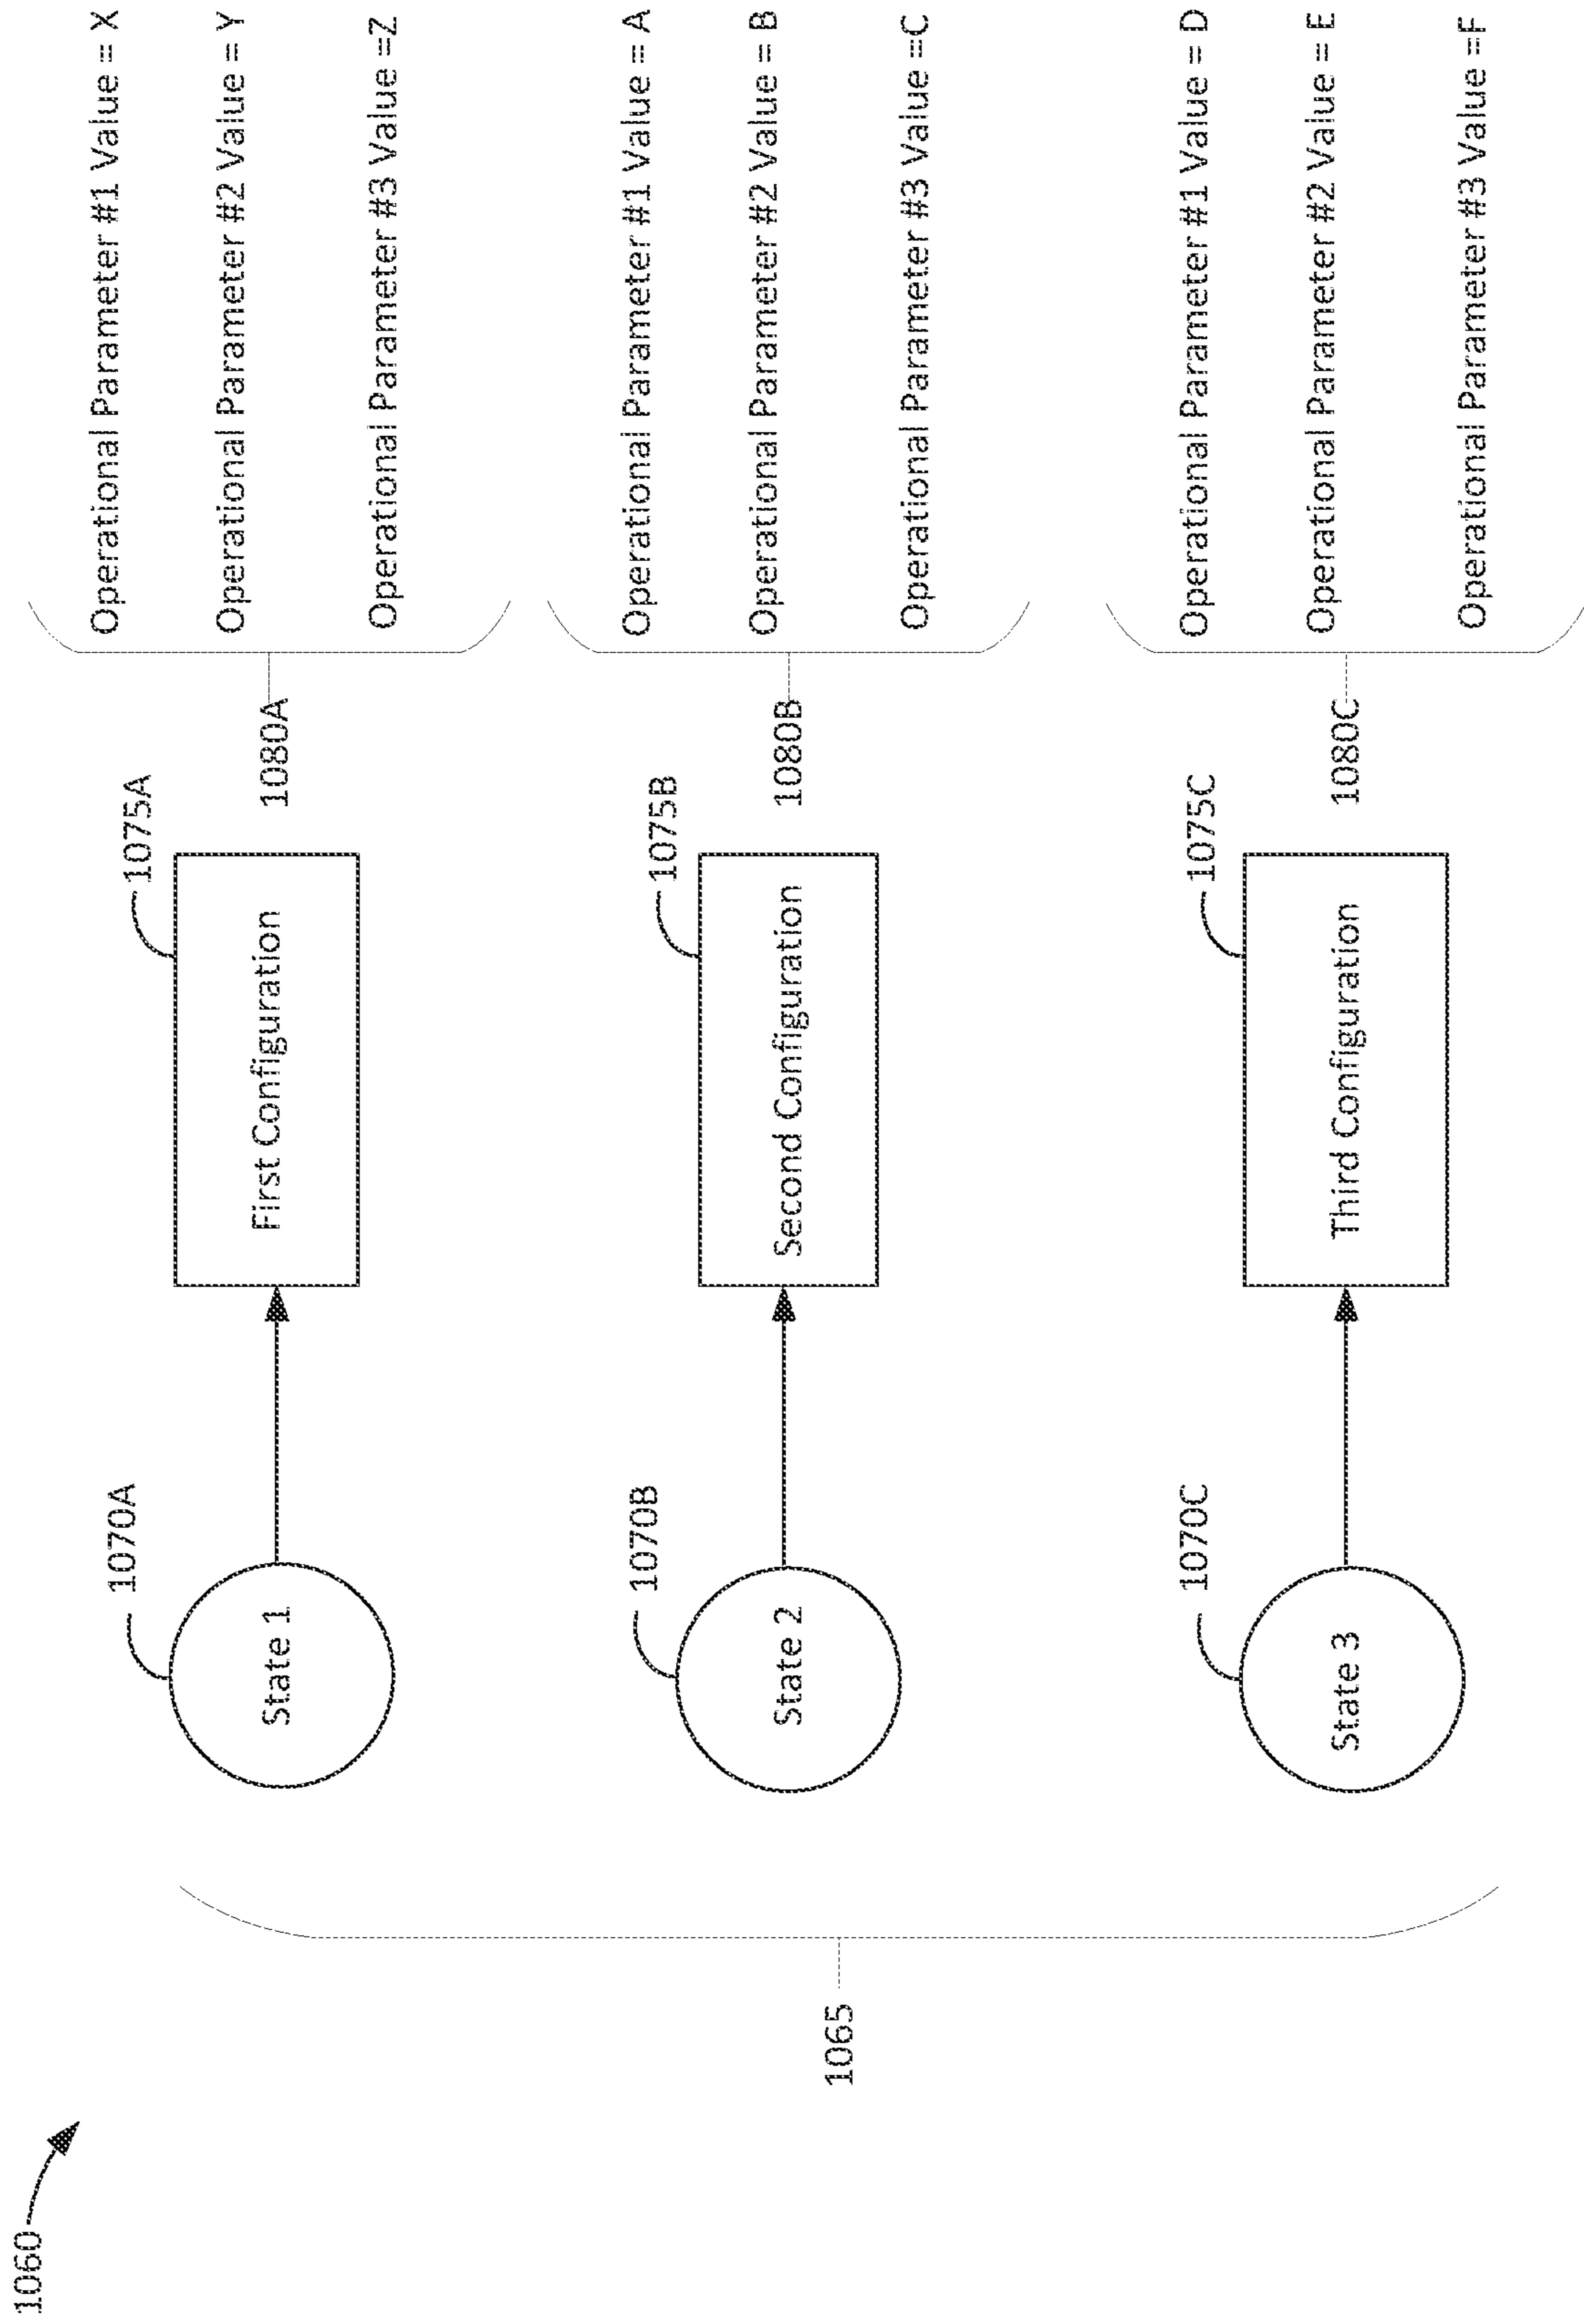 1060
1065
1070A
State 1
1075A
First Configuration
1080A
Operational Parameter #1 Value = X
Operational Parameter #2 Value = Y
Operational Parameter #3 Value =Z
1070B
State 2
1075B
Second Configuration
1080B
Operational Parameter #1 Value = A
Operational Parameter #2 Value = B
Operational Parameter #3 Value =C
1070C
State 3
1075C
Third Configuration
1080C
Operational Parameter #1 Value = D
Operational Parameter #2 Value = E
Operational Parameter #3 Value =F